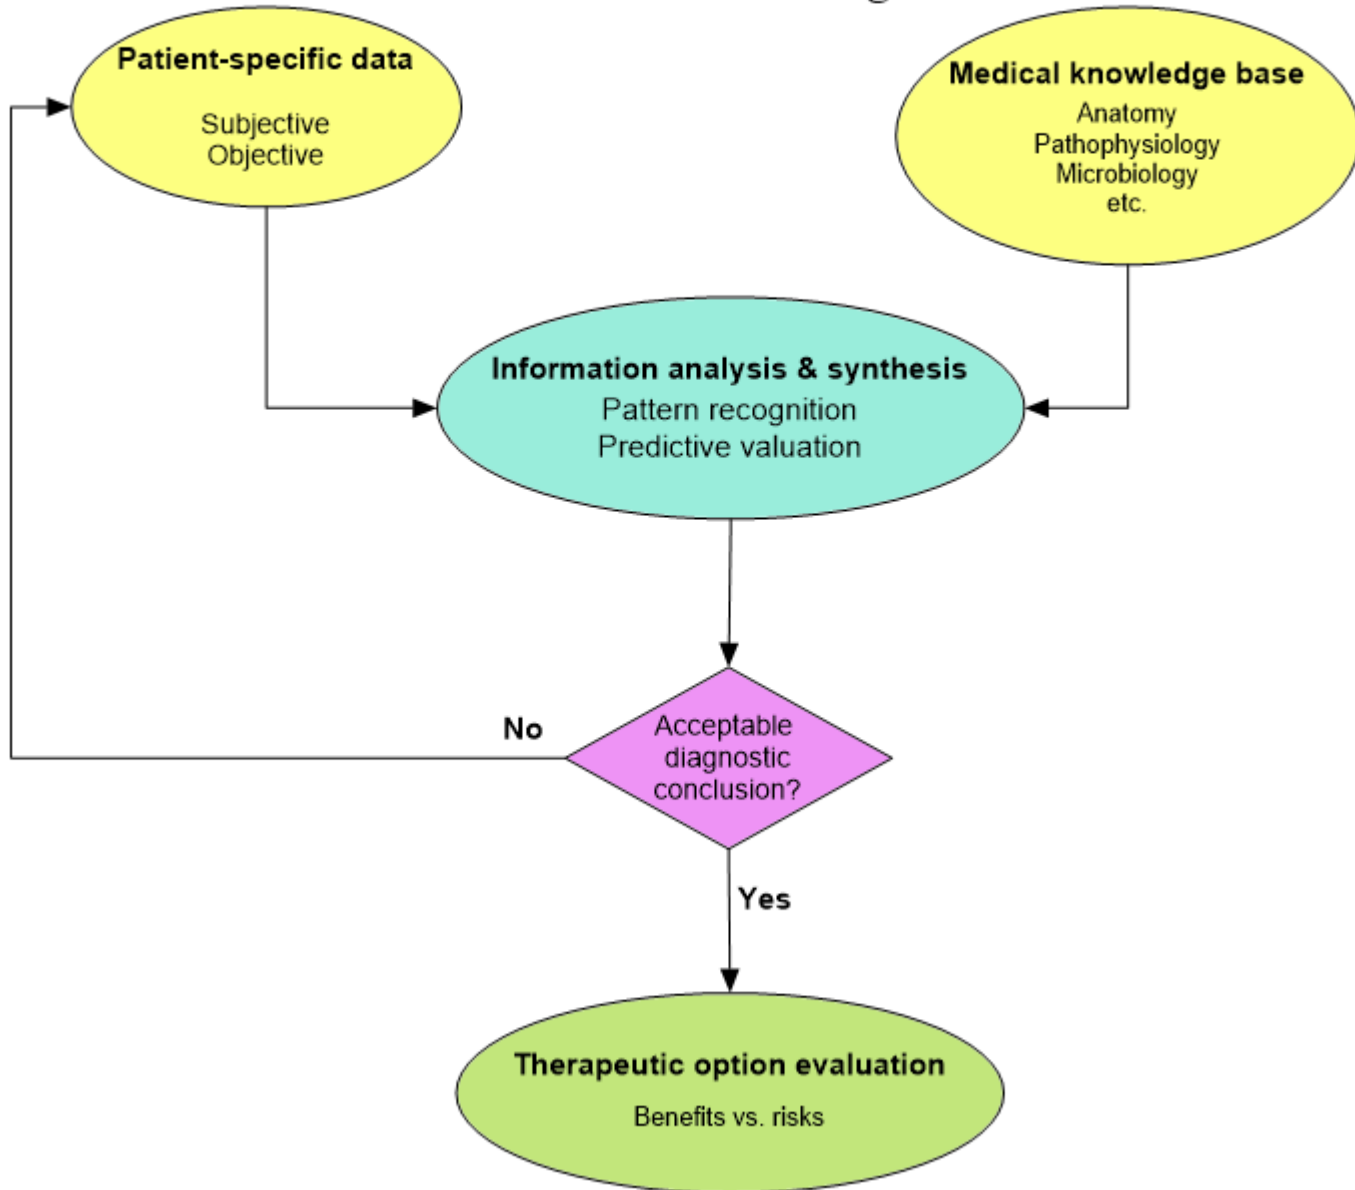 Patient-specific data
Subjective
Objective
Medical knowledge base
Anatomy
Pathophysiology
Microbiology
etc.
Information analysis & synthesis
Pattern recognition
Predictive valuation
No
Acceptable
diagnostic
conclusion?
Yes
Therapeutic option evaluation
Benefits vs. risks